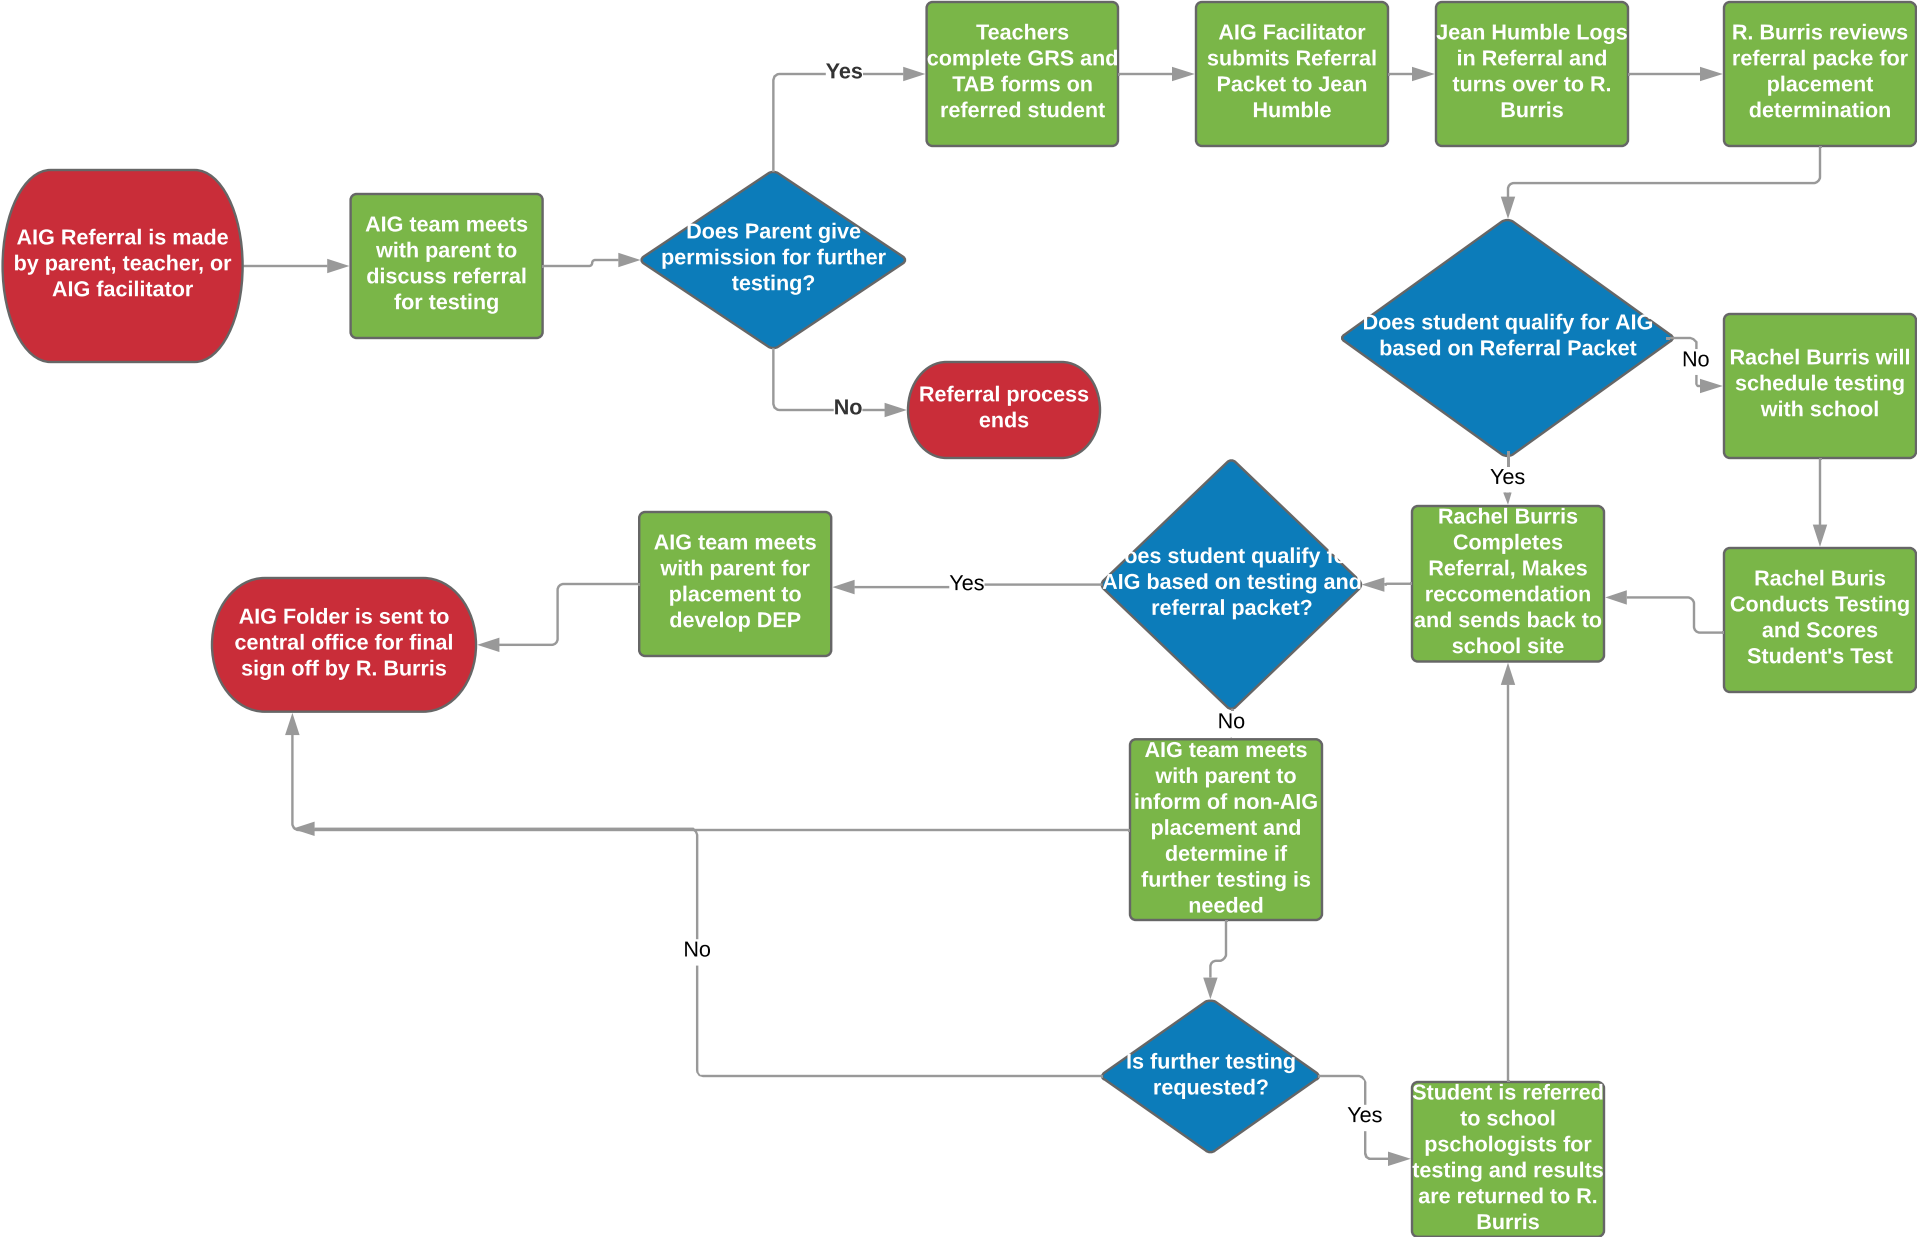 Teachers
complete GRS and
TAB forms on
referred student
AIG Facilitator
submits Referral
Packet to Jean
Humble
Jean Humble Logs
in Referral and
turns over to R.
Burris
R. Burris reviews
referral packe for
placement
determination
Yes
AIG Referral is made
by parent, teacher, or
AIG facilitator
AIG team meets
with parent to
discuss referral
for testing
Does Parent give
permission for further
testing?
No
Referral process
ends
Does student qualify for AIG
based on Referral Packet
No
Rachel Burris will
schedule testing
with school
Yes
Rachel Burris
Completes
Referral, Makes
reccomendation
and sends back to
school site
Rachel Buris
Conducts Testing
and Scores
Student's Test
Does student qualify for
AIG based on testing and
referral packet?
Yes
AIG team meets
with parent for
placement to
develop DEP
AIG Folder is sent to
central office for final
sign off by R. Burris
No
AIG team meets
with parent to
inform of non-AIG
placement and
determine if
further testing is
needed
No
Is further testing
requested?
Yes
Student is referred
to school
pschologists for
testing and results
are returned to R.
Burris